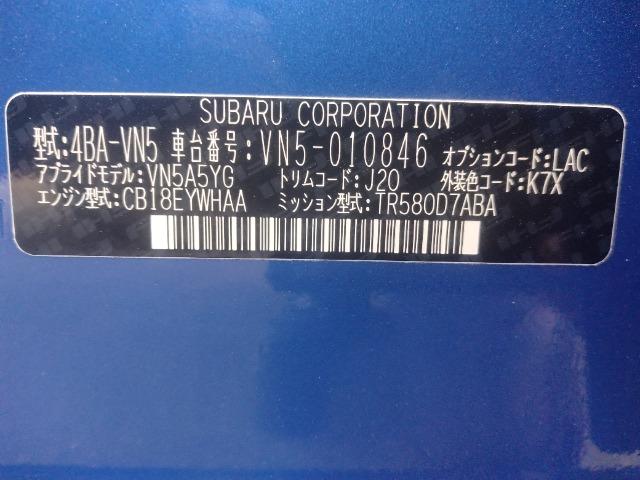 SUBARU CORPORATION
型式:4BA-VN5 車台番号:VN5-010846 オプションコード:LAC
アプライドモデル:VN5A5YG トリムコード:J20 外装色コード:K7X
エンジン型式:CB18EYWHAA ミッション型式:TR580D7ABA